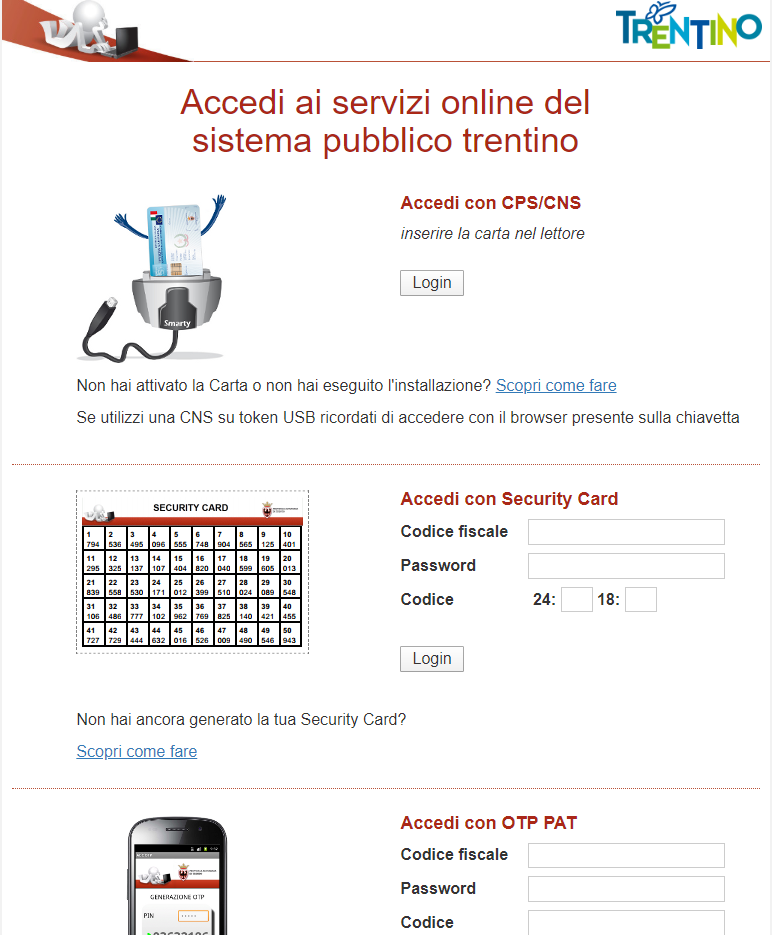 TRENTINO
Accedi ai servizi online del
sistema pubblico trentino
Accedi con CPS/CNS
inserire la carta nel lettore
Login
Smarty
Non hai attivato la Carta o non hai eseguito l'installazione? Scopri come fare
Se utilizzi una CNS su token USB ricordati di accedere con il browser presente sulla chiavetta
SECURITY CARD
1 2 3 4 5 6 7 8 9 10
794 536 495 096 555 748 904 565 125 401
11 12 13 14 15 16 17 18 19 20
295 325 137 107 404 820 040 599 605 013
21 22 23 24 25 26 27 28 29 30
839 558 530 171 012 399 510 024 089 548
31 32 33 34 35 36 37 38 39 40
106 486 777 102 962 769 825 140 421 455
41 42 43 44 45 46 47 48 49 50
727 729 444 632 016 526 009 490 546 943
Accedi con Security Card
Codice fiscale
Password
Codice 24: 18:
Login
Non hai ancora generato la tua Security Card?
Scopri come fare
GENERAZIONE OTP
PIN
Accedi con OTP PAT
Codice fiscale
Password
Codice